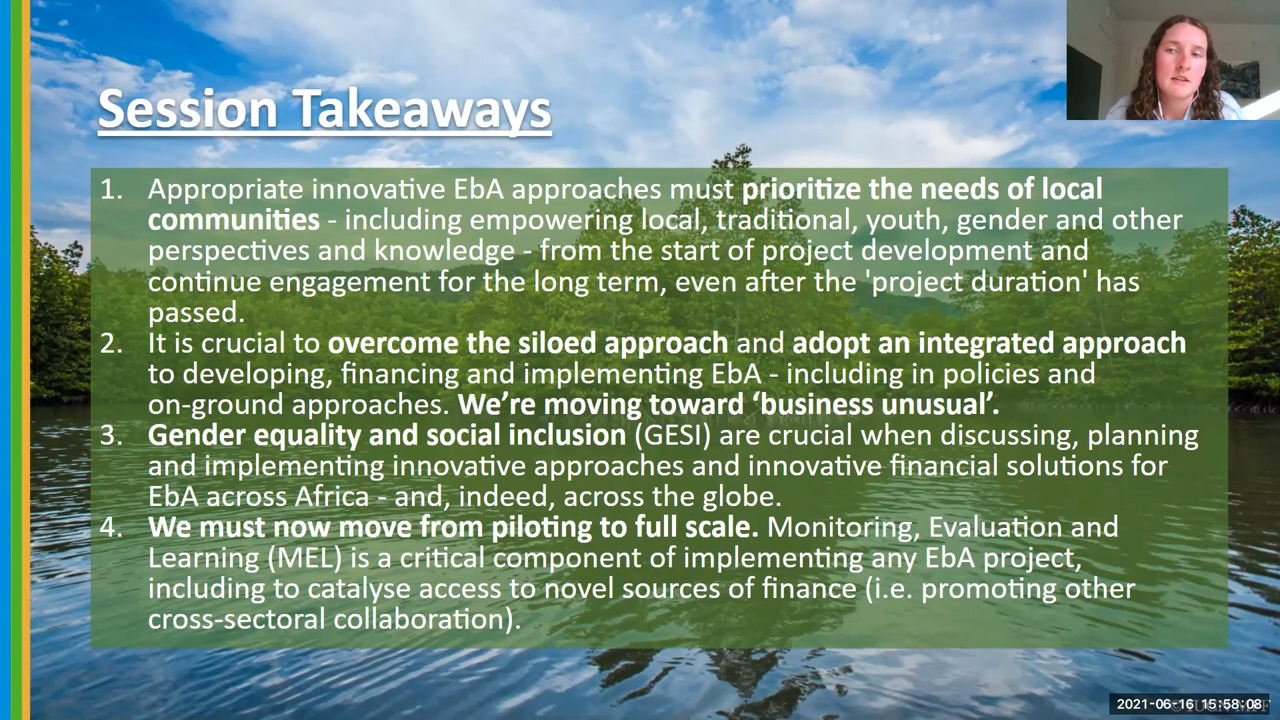 Session Takeaways
1. Appropriate innovative EbA approaches must prioritize the needs of local
communities - including empowering local, traditional, youth, gender and other
perspectives and knowledge - from the start of project development and
continue engagement for the long term, even after the 'project duration' has
passed.
2. It is crucial to overcome the siloed approach and adopt an integrated approach
to developing, financing and implementing EbA - including in policies and
on-ground approaches. We’re moving toward ‘business unusual’.
3. Gender equality and social inclusion (GESI) are crucial when discussing, planning
and implementing innovative approaches and innovative financial solutions for
EbA across Africa - and, indeed, across the globe.
4. We must now move from piloting to full scale. Monitoring, Evaluation and
Learning (MEL) is a critical component of implementing any EbA project,
including to catalyse access to novel sources of finance (i.e. promoting other
cross-sectoral collaboration).
2021-06-16 15:58:08